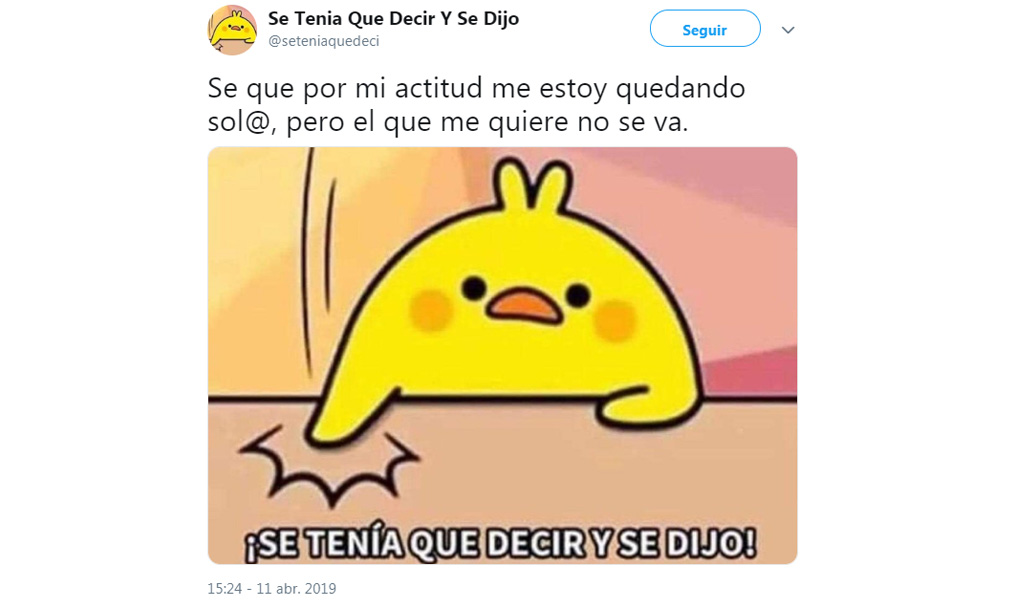 Se Tenia Que Decir Y Se Dijo
@seteniaquedeci
Seguir
Se que por mi actitud me estoy quedando
sol@, pero el que me quiere no se va.
¡SE TENÍA QUE DECIR Y SE DIJO!
15:24 - 11 abr. 2019